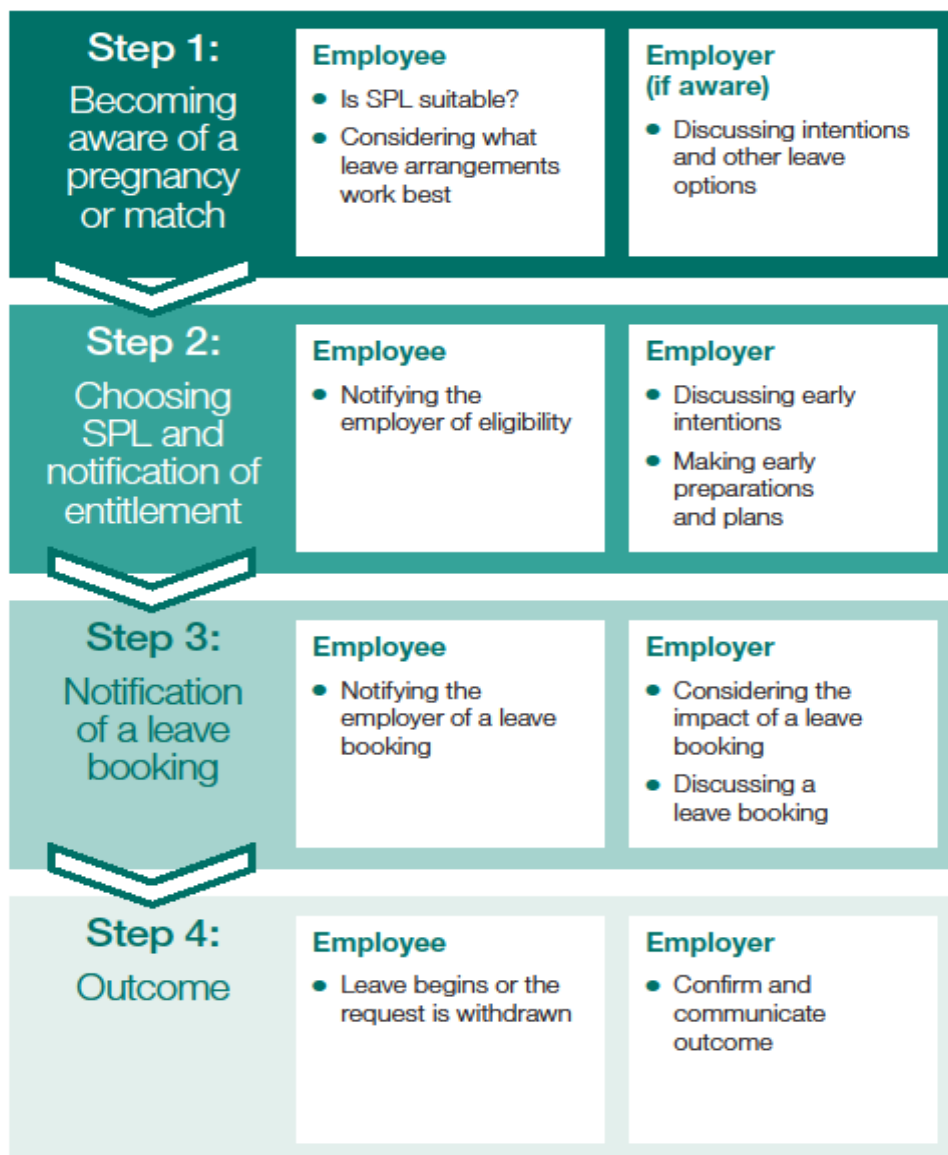 Step 1:
Becoming
aware of a
pregnancy
or match
Employee
• Is SPL suitable?
• Considering what
leave arrangements
work best
Employer
(if aware)
• Discussing intentions
and other leave
options
Step 2:
Choosing
SPL and
notification of
entitlement
Employee
• Notifying the
employer of eligibility
Employer
• Discussing early
intentions
• Making early
preparations
and plans
Step 3:
Notification
of a leave
booking
Employee
• Notifying the
employer of a leave
booking
Employer
• Considering the
impact of a leave
booking
• Discussing a
leave booking
Step 4:
Outcome
Employee
• Leave begins or the
request is withdrawn
Employer
• Confirm and
communicate
outcome